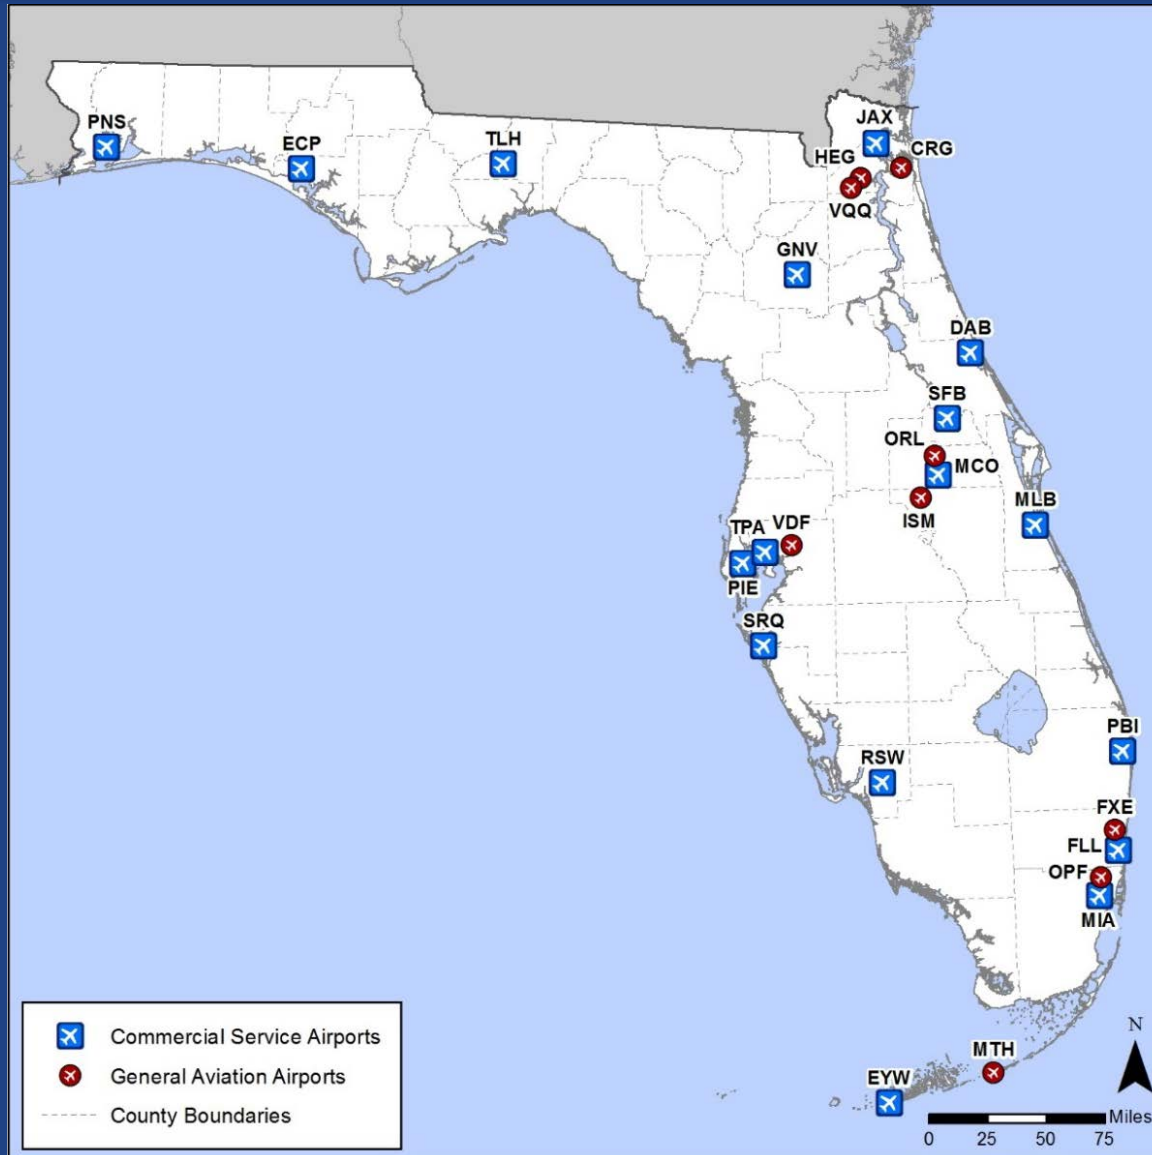 PNS
ECP
TLH
JAX
CRG
HEG
VQQ
GNV
DAB
SFB
ORL
MCO
ISM
MLB
TPA
VDF
PIE
SRQ
PBI
RSW
FXE
FLL
OPF
MIA
MTH
EYW
Commercial Service Airports
General Aviation Airports
County Boundaries
N
Miles
0 25 50 75